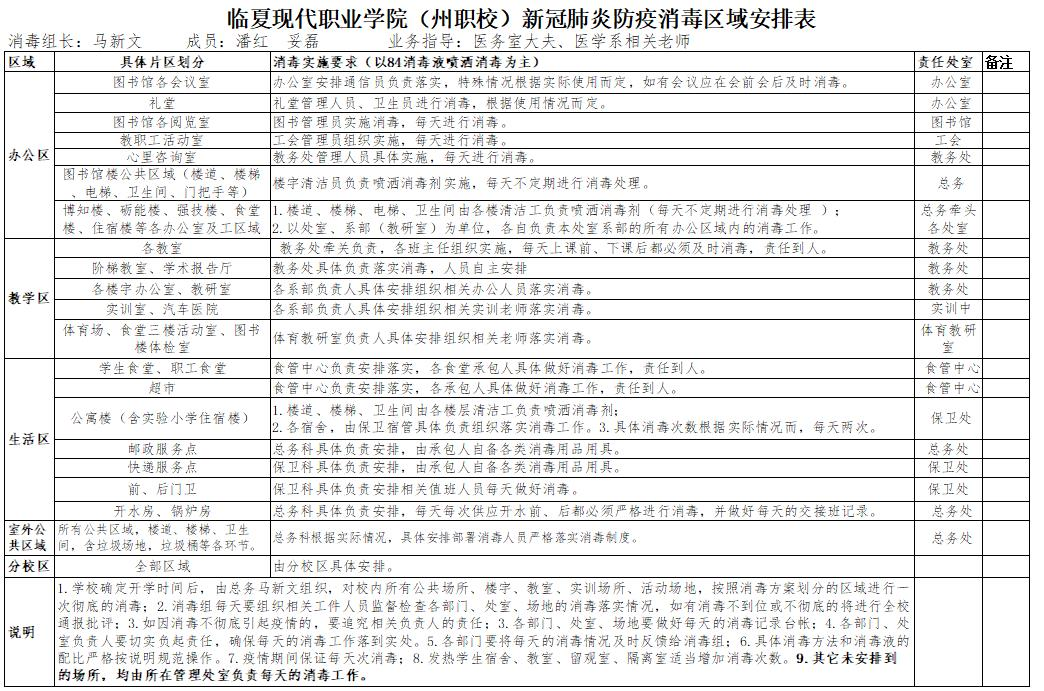 临夏现代职业学院（州职校）新冠肺炎防疫消毒区域安排表
消毒组长：马新文 成员：潘红 妥磊 业务指导：医务室大夫、医学系相关老师
区域 具体片区划分 消毒实施要求（以84消毒液喷洒消毒为主） 责任处室 备注
办公区
图书馆各会议室 办公室安排通信员负责落实，特殊情况根据实际使用而定，如有会议应在会前会后及时消毒。 办公室
礼堂 礼堂管理人员、卫生员进行消毒，根据使用情况而定。 办公室
图书馆各阅览室 图书管理员实施消毒，每天进行消毒。 图书馆
教职工活动室 工会管理员组织实施，每天进行消毒。 工会
心里咨询室 教务处管理人员具体实施，每天进行消毒。 教务处
图书馆楼公共区域（楼道、楼梯
、电梯、卫生间、门把手等） 楼宇清洁员负责喷洒消毒剂实施，每天不定期进行消毒处理。 总务
博知楼、砺能楼、强技楼、食堂
楼、住宿楼等各办公室及工区域
1.楼道、楼梯、电梯、卫生间由各楼清洁工负责喷洒消毒剂（每天不定期进行消毒处理 ）；
2.以处室、系部（教研室）为单位，各自负责本处室系部的所有办公区域内的消毒工作。
总务牵头
各处室
教学区
各教室 教务处牵关负责，各班主任组织实施，每天上课前、下课后都必须及时消毒，责任到人。 教务处
阶梯教室、学术报告厅 教务处具体负责落实消毒，人员自主安排 教务处
各楼宇办公室、教研室 各系部负责人具体安排组织相关办公人员落实消毒。 教务处
实训室、汽车医院 各系部负责人具体安排组织相关实训老师落实消毒。 实训中
体育场、食堂三楼活动室、图书
楼体检室 体育教研室负责人具体安排组织相关老师落实消毒。 体育教研
室
生活区
学生食堂、职工食堂 食管中心负责安排落实，各食堂承包人具体做好消毒工作，责任到人。 食管中心
超市 食管中心负责安排落实，各承包人具体做好消毒工作，责任到人。 食管中心
公寓楼（含实验小学住宿楼）
1.楼道、楼梯、卫生间由各楼层清洁工负责喷洒消毒剂；
2.各宿舍，由保卫宿管具体负责组织落实消毒工作。3.具体消毒次数根据实际情况而，每天两次。
保卫处
邮政服务点 总务科具体负责安排，由承包人自备各类消毒用品用具。 总务处
快递服务点 保卫科具体负责安排，由承包人自备各类消毒用品用具。 保卫处
前、后门卫 保卫科具体负责安排相关值班人员每天做好消毒。 保卫处
开水房、锅炉房 总务科具体负责安排，每天每次供应开水前、后都必须严格进行消毒，并做好每天的交接班记录。 总务处
室外公
共区域
所有公共区域，楼道、楼梯、卫生
间，含垃圾场地，垃圾桶等各环节。 总务科根据实际情况，具体安排部署消毒人员严格落实消毒制度。 总务处
分校区 全部区域 由分校区具体安排。
说明
1.学校确定开学时间后，由总务马新文组织，对校内所有公共场所、楼宇、教室、实训场所、活动场地，按照消毒方案划分的区域进行一
次彻底的消毒；2.消毒组每天要组织相关工作人员监督检查各部门、处室、场地的消毒落实情况，如有消毒不到位或不彻底的将进行全校
通报批评；3.如因消毒不彻底引起疫情的，要追究相关负责人的责任；3.各部门、处室、场地要做好每天的消毒记录台帐；4.各部门、处
室负责人要切实负起责任，确保每天的消毒工作落到实处。5.各部门要将每天的消毒情况及时反馈给消毒组；6.具体消毒方法和消毒液的
配比严格按说明规范操作。7.疫情期间保证每天次消毒；8.发热学生宿舍、教室、留观室、隔离室适当增加消毒次数。9.其它未安排到
的场所，均由所在管理处室负责每天的消毒工作。